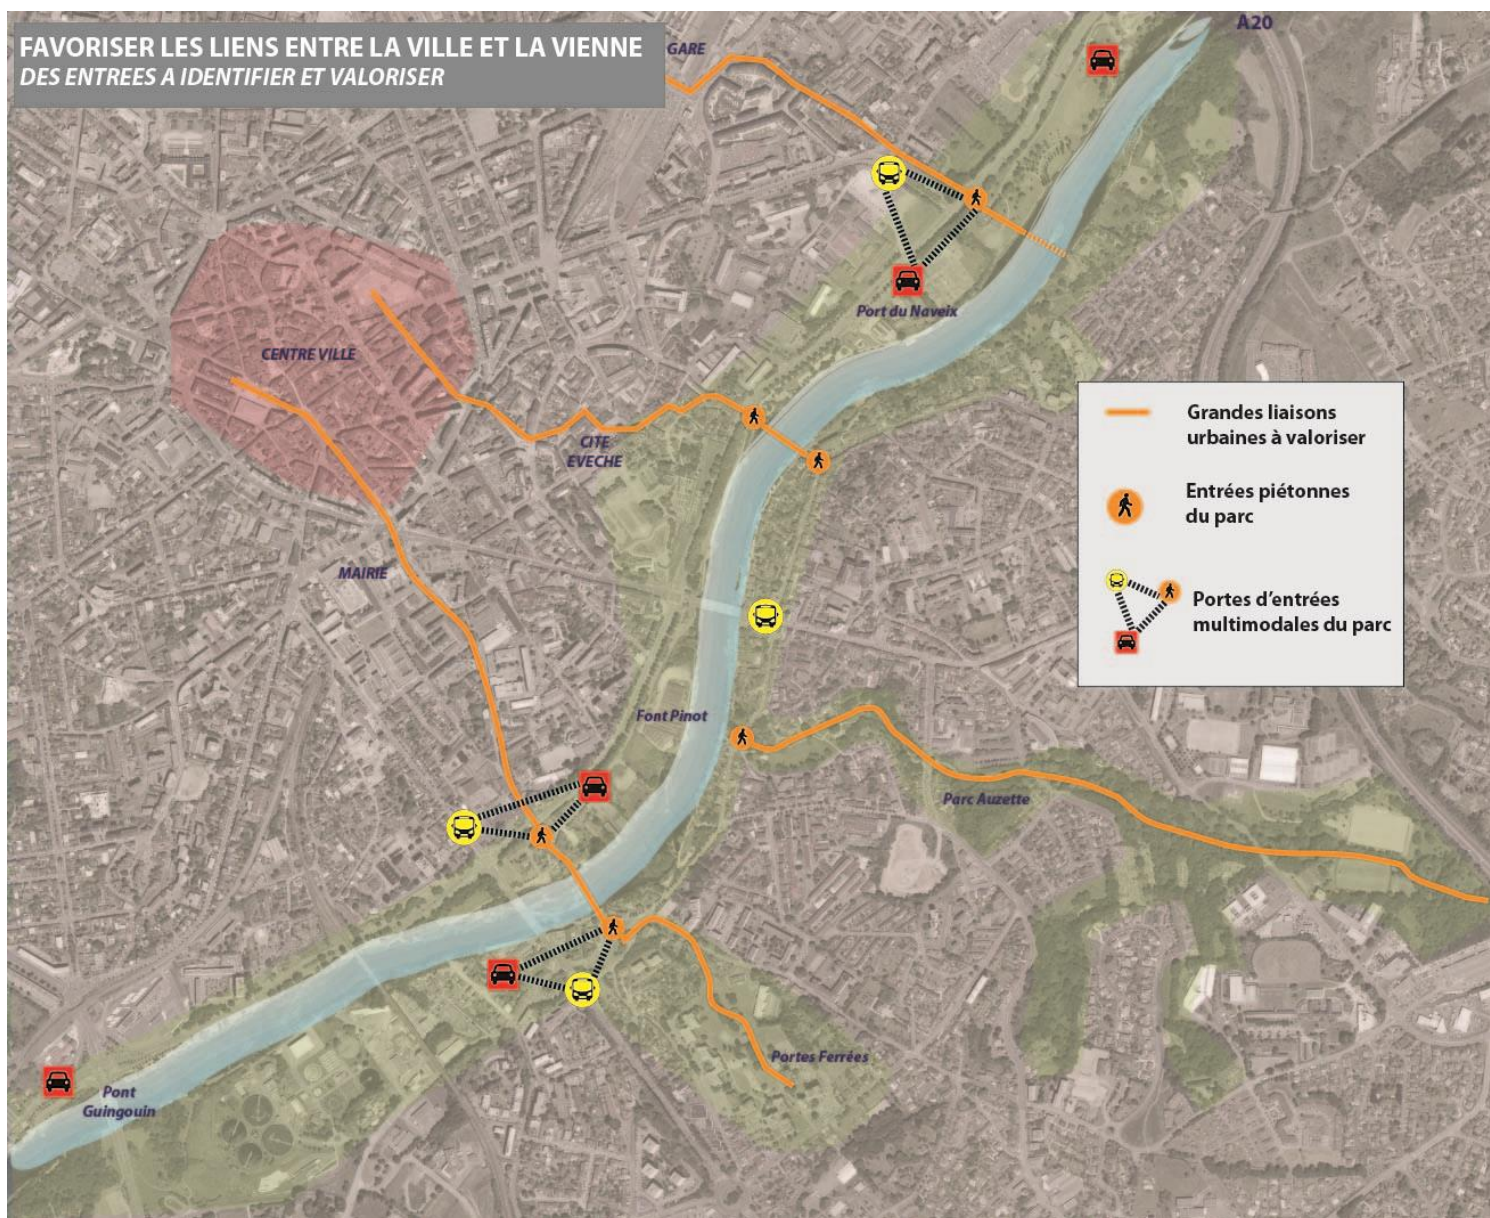 FAVORISER LES LIENS ENTRE LA VILLE ET LA VIENNE
DES ENTREES A IDENTIFIER ET VALORISER
GARE
A20
Port du Naveix
CENTRE VILLE
CITE
EVECHE
MAIRIE
Grandes liaisons
urbaines à valoriser
Entrées piétonnes
du parc
Portes d'entrées
multimodales du parc
Font Pinot
Parc Auzette
Portes Ferrées
Pont
Guingouin